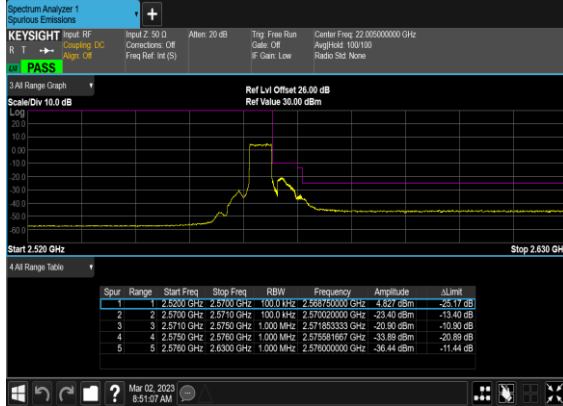 Spectrum Analyzer 1
Spurious Emissions
+
KEYSIGHT Input: RF Input Z: 50 Ω Atten: 20 dB Trig: Free Run Center Freq: 22.005000000 GHz
R T Coupling: DC Corrections: Off Gate: Off Avg|Hold: 100/100
Align: Off Freq Ref: Int (S) IF Gain: Low Radio Std: None
PASS
3 All Range Graph
Ref Lvl Offset 26.00 dB
Scale/Div 10.0 dB Ref Value 30.00 dBm
Log
20.0
10.0
0.00
-10.0
-20.0
-30.0
-40.0
-50.0
-60.0
Start 2.520 GHz Stop 2.630 GH
4 All Range Table
Spur Range Start Freq Stop Freq RBW Frequency Amplitude ΔLimit
1 1 2.5200 GHz 2.5700 GHz 100.0 kHz 2.568750000 GHz 4.827 dBm -25.17 dB
2 2 2.5700 GHz 2.5710 GHz 100.0 kHz 2.570020000 GHz -23.40 dBm -13.40 dB
3 3 2.5710 GHz 2.5750 GHz 1.000 MHz 2.571853333 GHz -20.90 dBm -10.90 dB
4 4 2.5750 GHz 2.5760 GHz 1.000 MHz 2.575581667 GHz -33.89 dBm -20.89 dB
5 5 2.5760 GHz 2.6300 GHz 1.000 MHz 2.576000000 GHz -36.44 dBm -11.44 dB
? Mar 02, 2023
8:51:07 AM